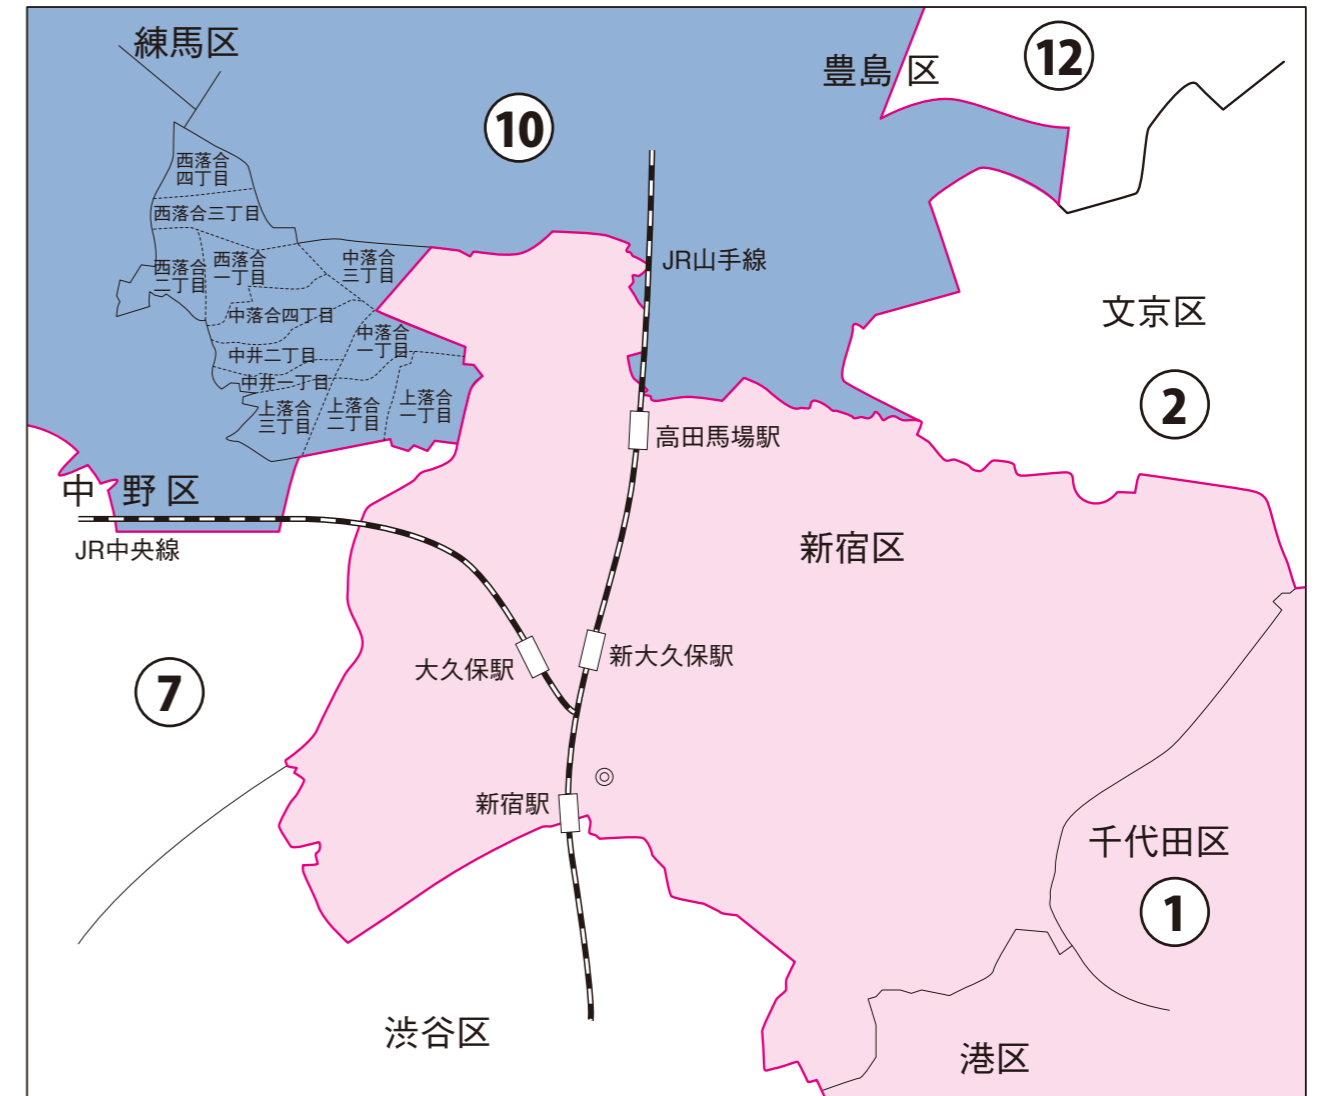 練馬区
豊島 区
12
10
西落合
四丁目
西落合三丁目
西落合
二丁目
西落合
一丁目
中落合
三丁目
JR山手線
中落合四丁目
中落合
一丁目
文京区
2
中井二丁目
中井一丁目
上落合
三丁目
上落合
二丁目
上落合
一丁目
高田馬場駅
中 野 区
JR中央線
新宿区
7
大久保駅
新大久保駅
新宿駅
千代田区
1
渋谷区
港区